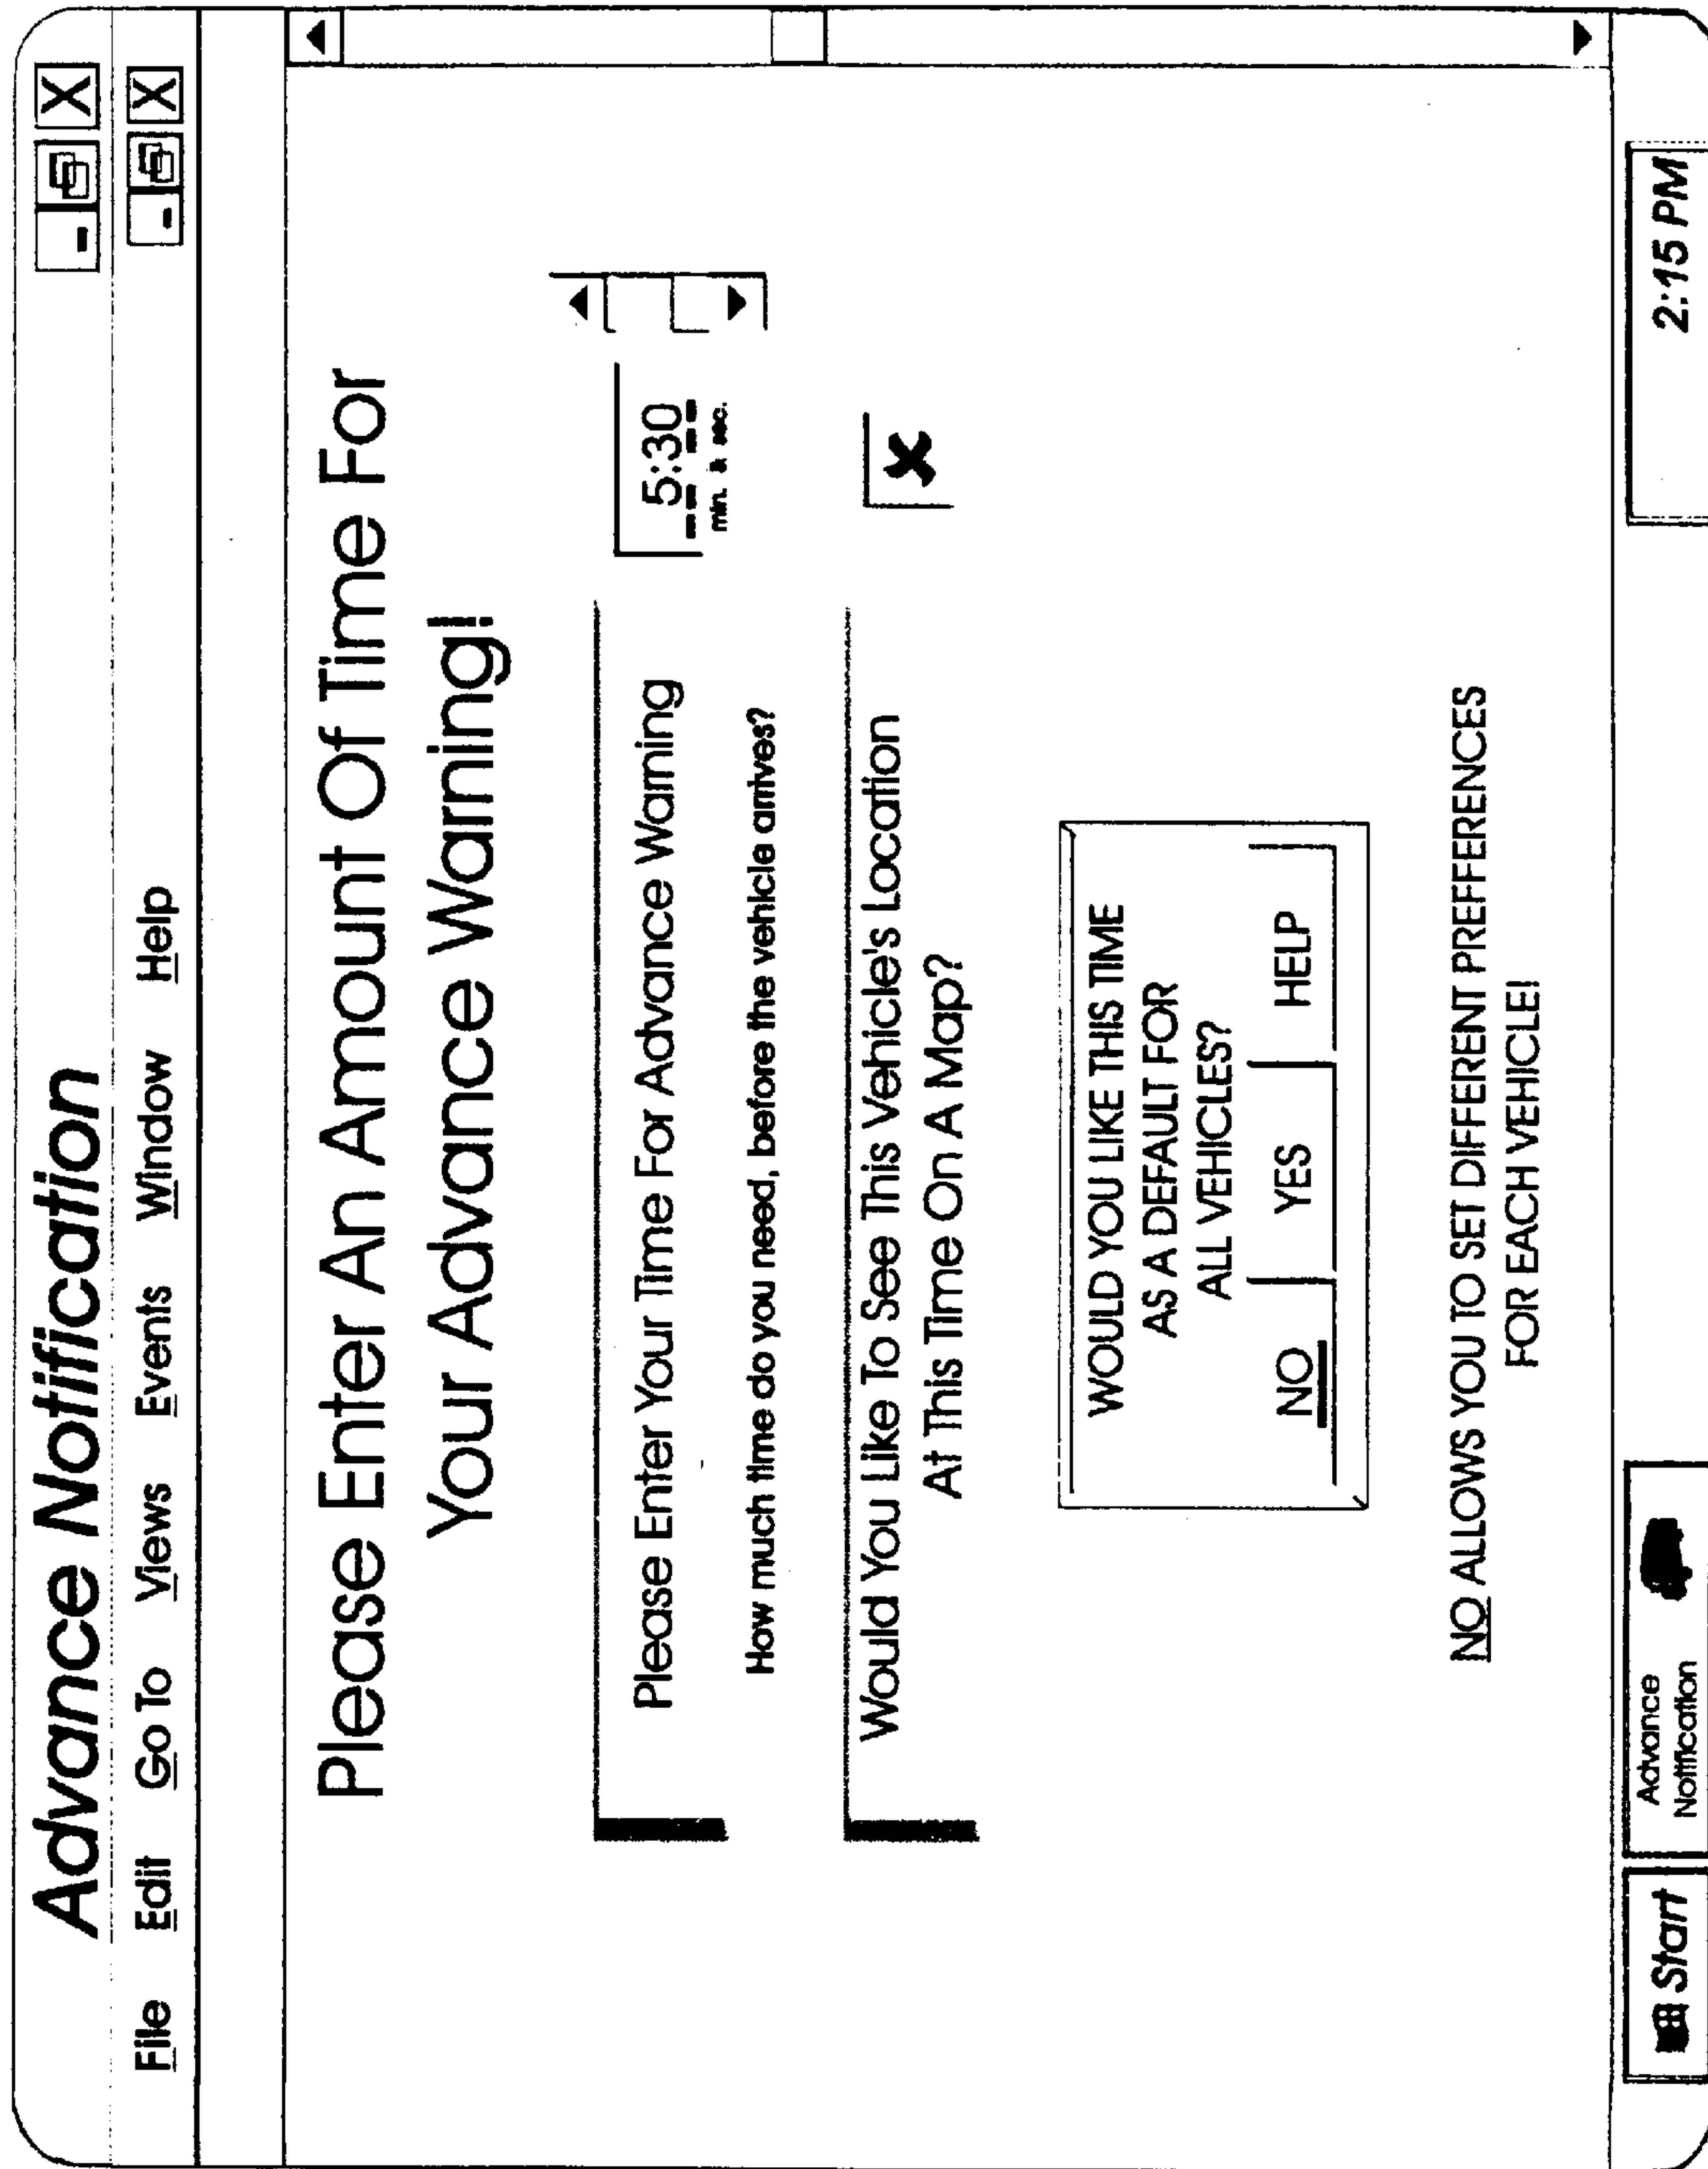 Advance Notification
File Edit Go To Views Events Window Help
Please Enter An Amount Of Time For
Your Advance Warning!
Please Enter Your Time For Advance Warning
5:30
min. & sec.
How much time do you need, before the vehicle arrives?
Would You Like To See This Vehicle's Location
At This Time On A Map?
WOULD YOU LIKE THIS TIME
AS A DEFAULT FOR
ALL VEHICLES?
NO YES HELP
NO ALLOWS YOU TO SET DIFFERENT PREFFERENCES
FOR EACH VEHICLE!
Start
Advance
Notification
2:15 PM